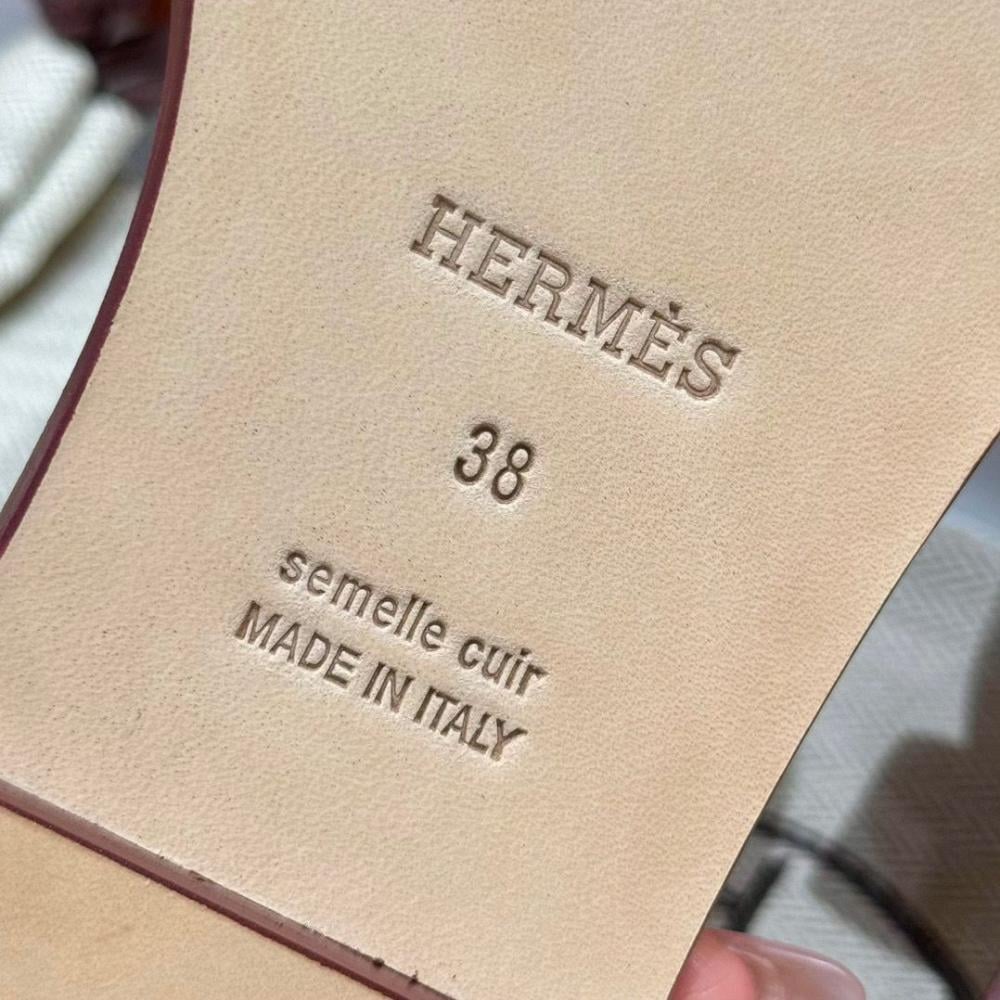 HERMÈS
38
semelle cuir
MADE IN ITALY